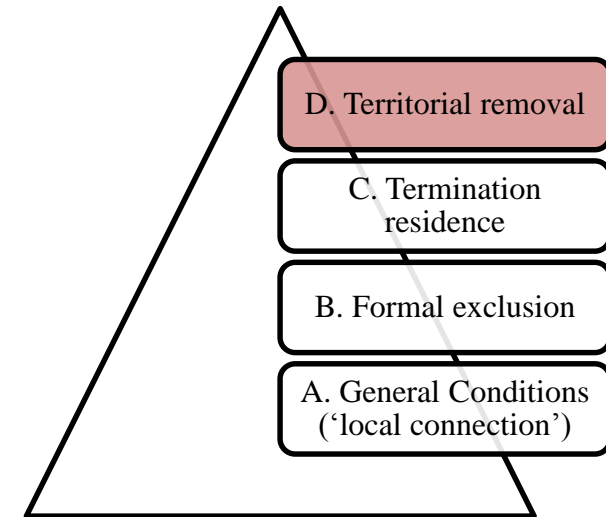 D. Territorial removal
C. Termination
residence
B. Formal exclusion
A. General Conditions
(‘local connection’)